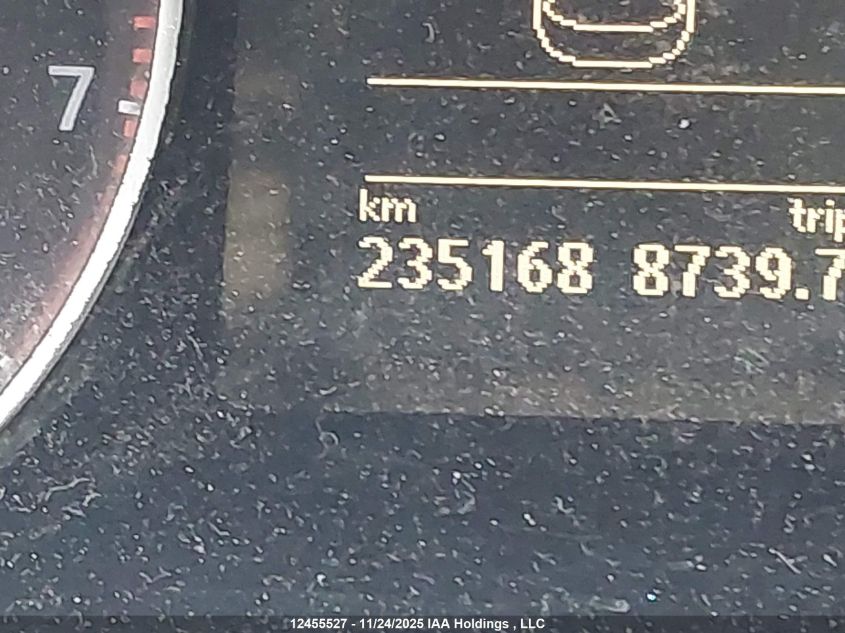 7
km trip
235168 8739.7
12455527 - 11/24/2025 IAA Holdings , LLC